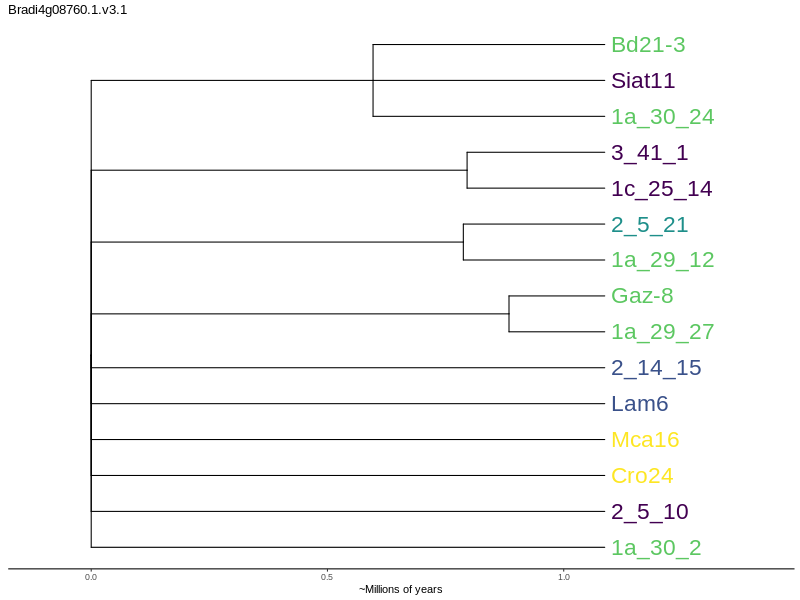 Bradi4g08760.1.v3.1
Bd21-3
Siat11
1a_30_24
3_41_1
1c_25_14
2_5_21
1a_29_12
Gaz-8
1a_29_27
2_14_15
Lam6
Mca16
Cro24
2_5_10
1a_30_2
0.0 0.5 1.0
~Millions of years